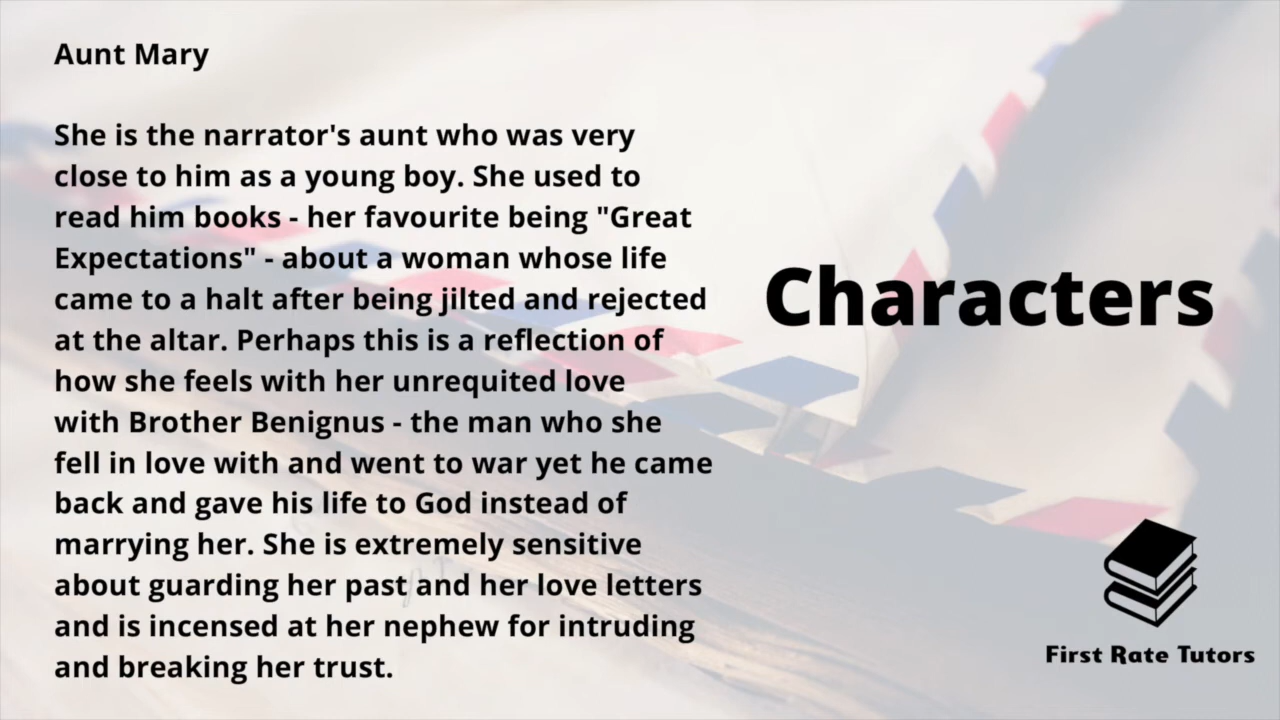 Aunt Mary
She is the narrator's aunt who was very
close to him as a young boy. She used to
read him books - her favourite being "Great
Expectations" - about a woman whose life
came to a halt after being jilted and rejected
at the altar. Perhaps this is a reflection of
how she feels with her unrequited love
with Brother Benignus - the man who she
fell in love with and went to war yet he came
back and gave his life to God instead of
marrying her. She is extremely sensitive
about guarding her past and her love letters
and is incensed at her nephew for intruding
and breaking her trust.
Characters
First Rate Tutors